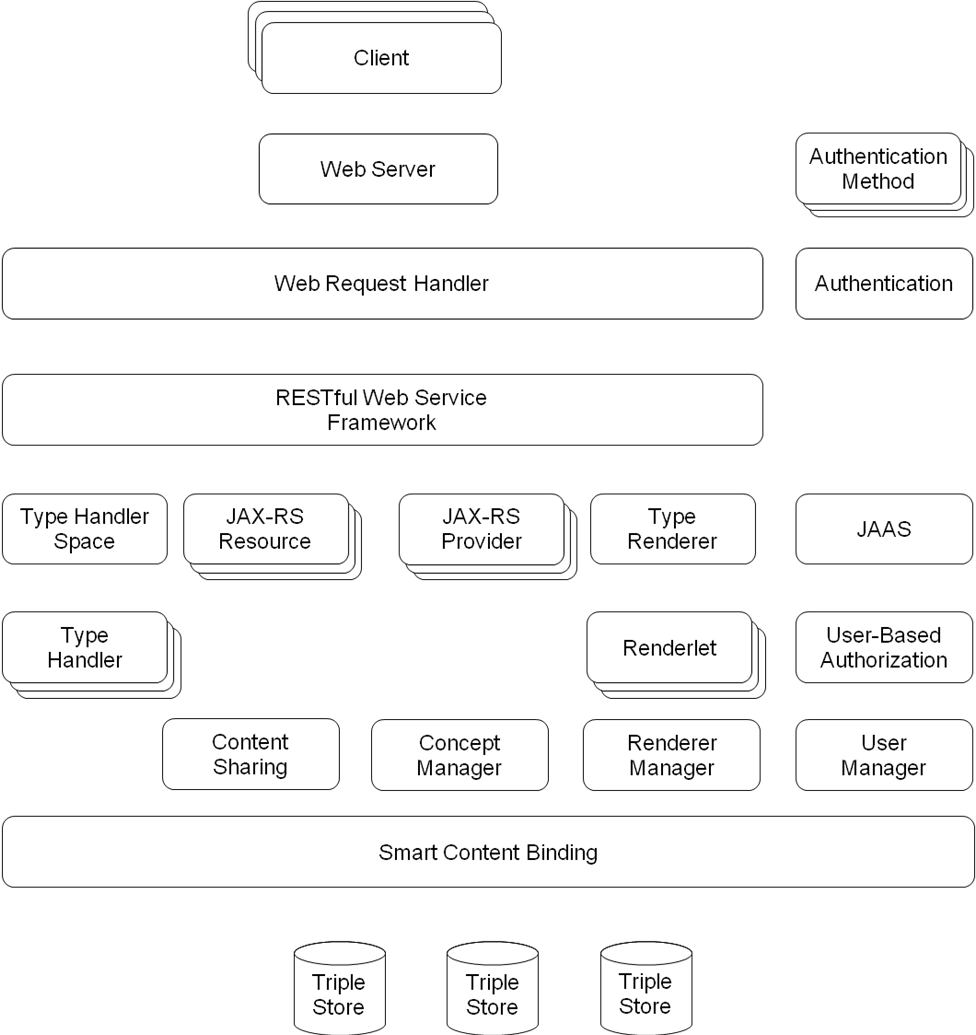 Client
Web Server
Authentication
Method
Web Request Handler
Authentication
RESTful Web Service
Framework
Type Handler
Space
JAX-RS
Resource
JAX-RS
Provider
Type
Renderer
JAAS
Type
Handler
Renderlet
User-Based
Authorization
Content
Sharing
Concept
Manager
Renderer
Manager
User
Manager
Smart Content Binding
Triple
Store
Triple
Store
Triple
Store